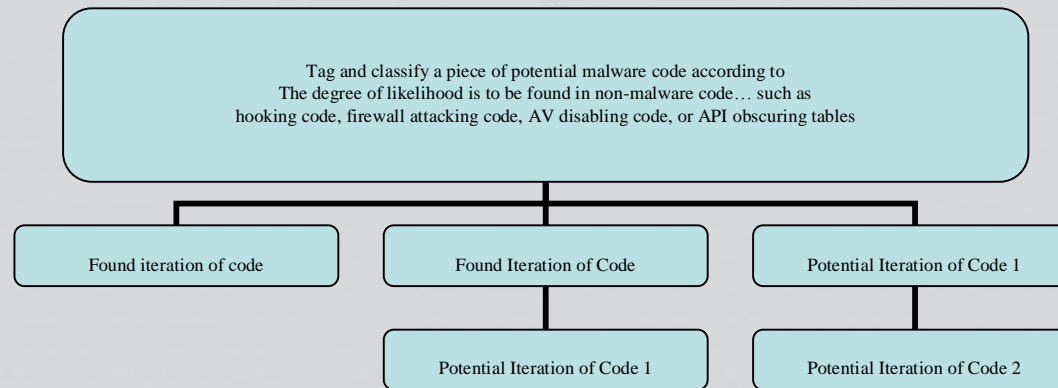 Tag and classify a piece of potential malware code according to
The degree of likelihood is to be found in non-malware code… such as
hooking code, firewall attacking code, AV disabling code, or API obscuring tables
Found iteration of code
Found Iteration of Code
Potential Iteration of Code 1
Potential Iteration of Code 1
Potential Iteration of Code 2